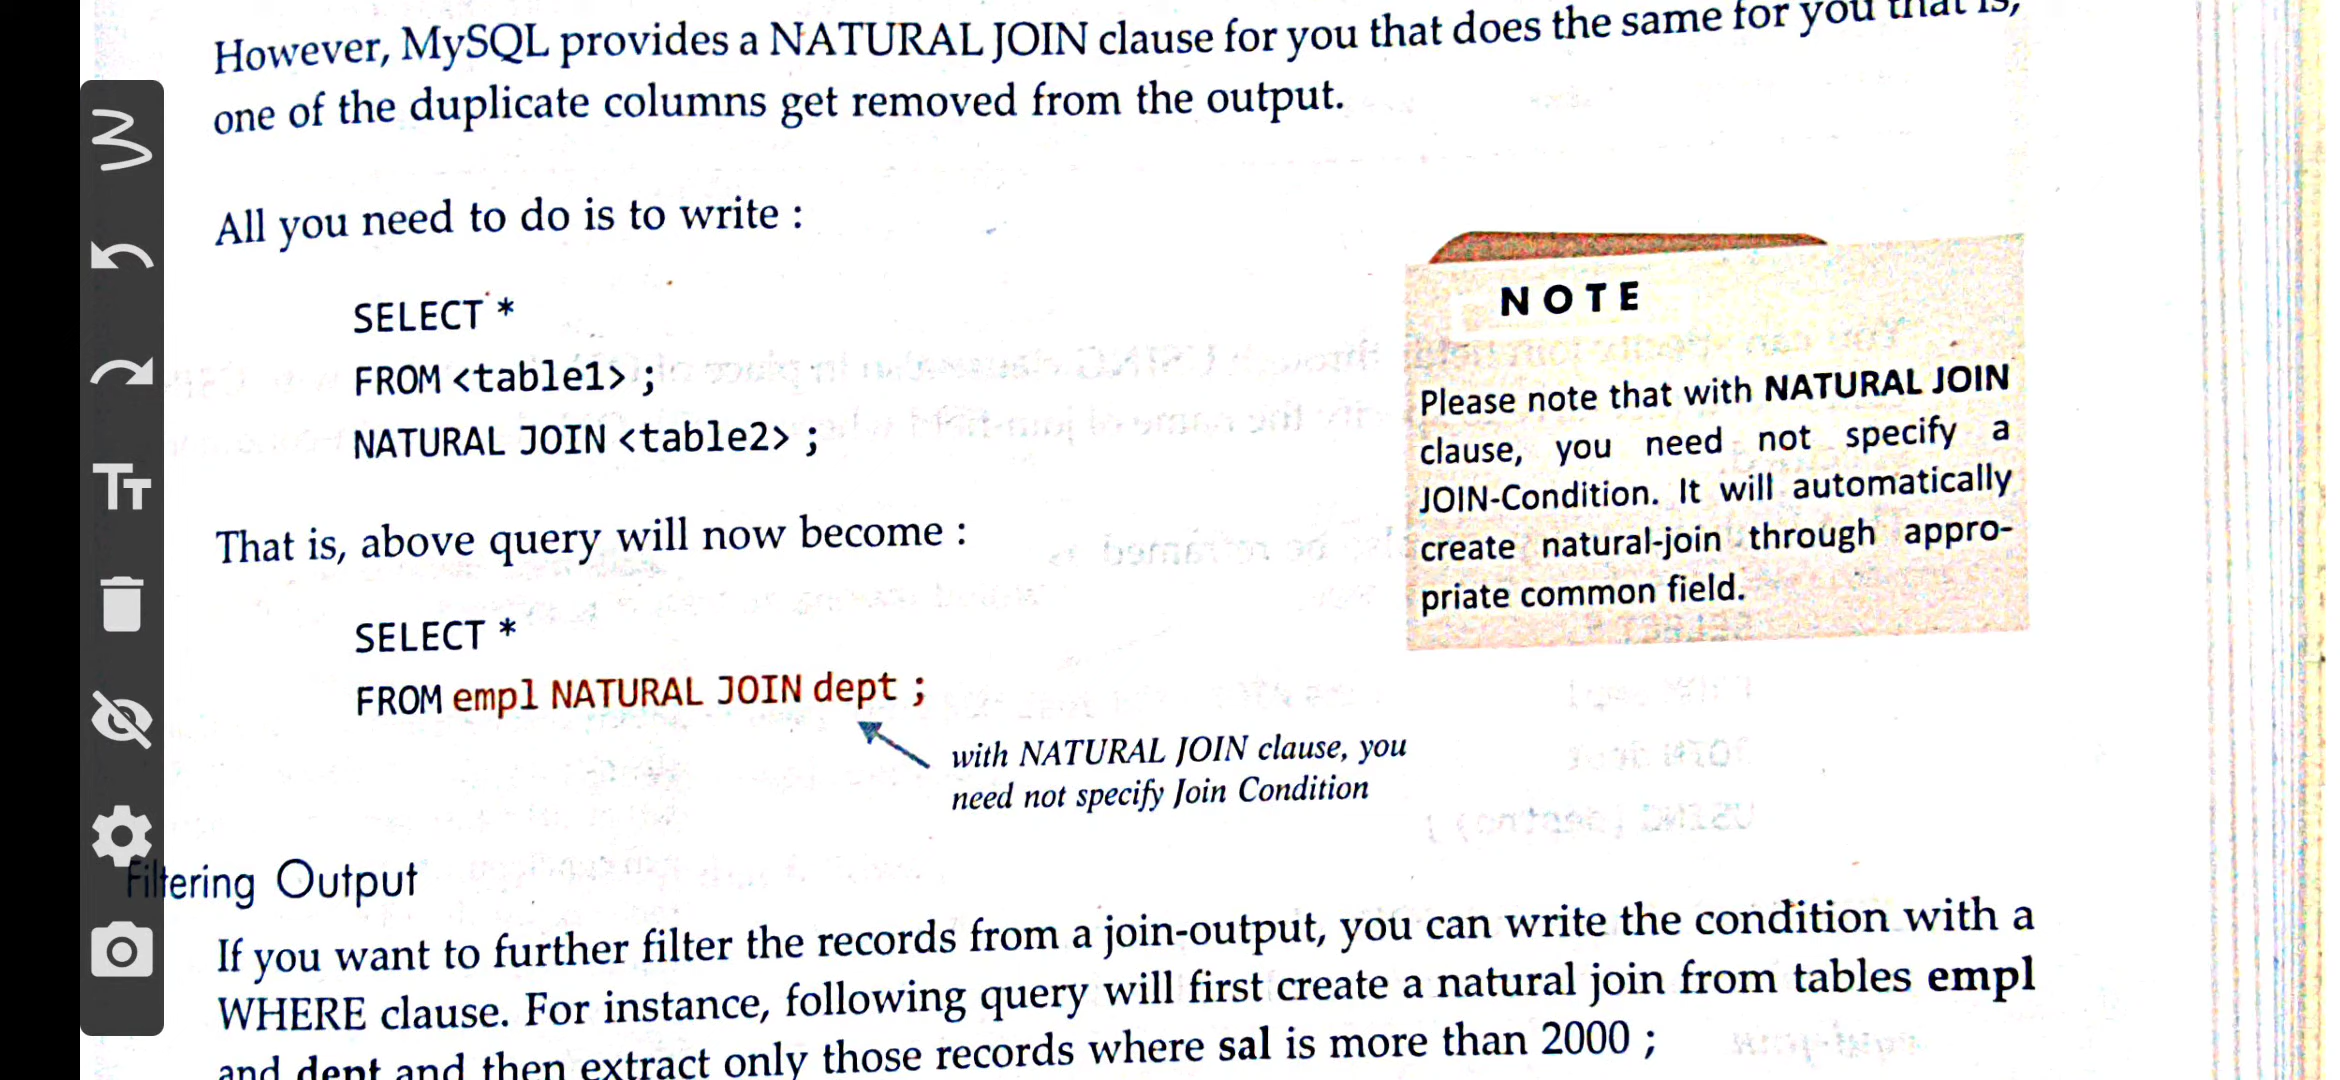 However, MySQL provides a NATURAL JOIN clause for you that does the same for you that is,
one of the duplicate columns get removed from the output.
All you need to do is to write :
SELECT *
FROM <table1> ;
NATURAL JOIN <table2> ;
That is, above query will now become :
SELECT *
FROM empl NATURAL JOIN dept ;
with NATURAL JOIN clause, you
need not specify Join Condition
NOTE
Please note that with NATURAL JOIN
clause, you need not specify a
JOIN-Condition. It will automatically
create natural-join through appro-
priate common field.
Filtering Output
If you want to further filter the records from a join-output, you can write the condition with a
WHERE clause. For instance, following query will first create a natural join from tables empl
and dept and then extract only those records where sal is more than 2000 ;